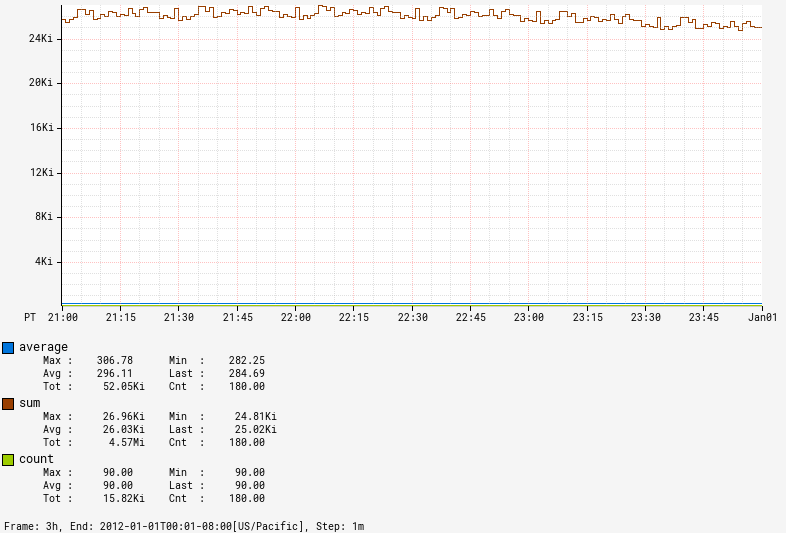 24Ki
20Ki
16Ki
12Ki
8Ki
4Ki
PT 21:00 21:15 21:30 21:45 22:00 22:15 22:30 22:45 23:00 23:15 23:30 23:45 Jan01
average
Max : 306.78 Min : 282.25
Avg : 296.11 Last : 284.69
Tot : 52.05Ki Cnt : 180.00
sum
Max : 26.96Ki Min : 24.81Ki
Avg : 26.03Ki Last : 25.02Ki
Tot : 4.57Mi Cnt : 180.00
count
Max : 90.00 Min : 90.00
Avg : 90.00 Last : 90.00
Tot : 15.82Ki Cnt : 180.00
Frame: 3h, End: 2012-01-01T00:01-08:00[US/Pacific], Step: 1m